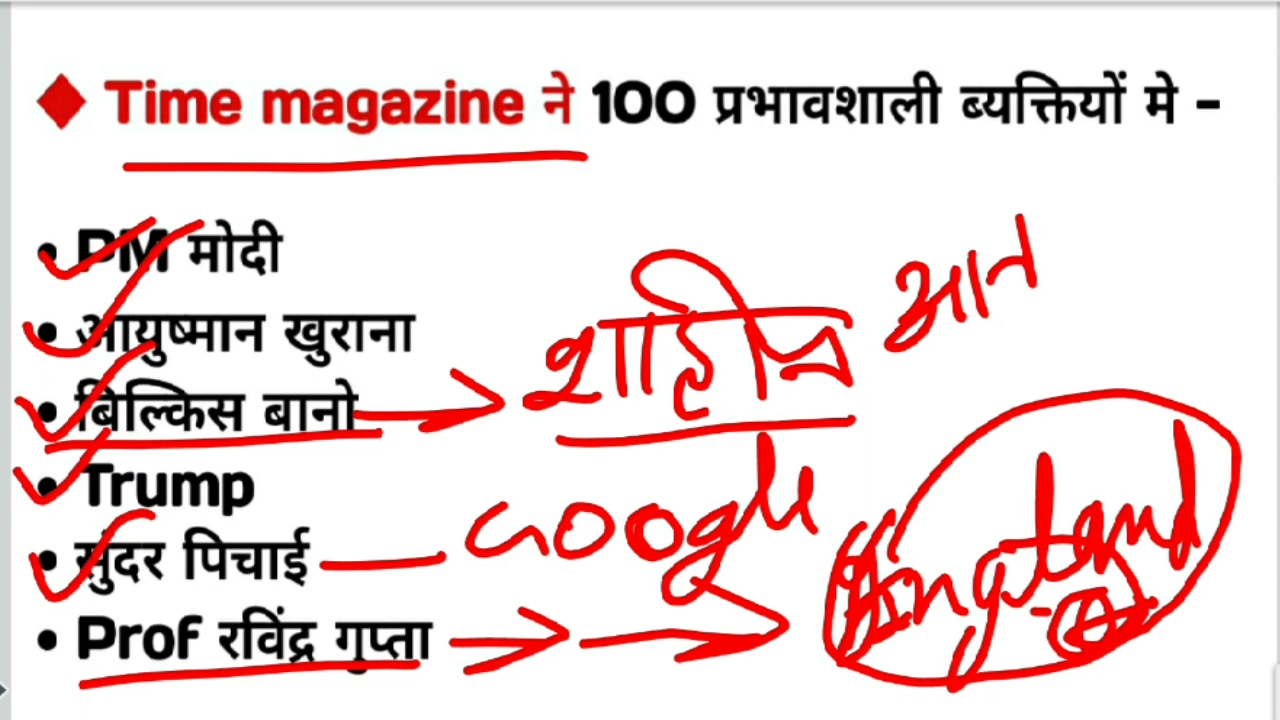 Time magazine ने 100 प्रभावशाली ब्यक्तियों मे -
• PM मोदी
• आयुष्मान खुराना
• बिल्किस बानो → शाहिन
• Trump
• सुंदर पिचाई — Google
• Prof रविंद्र गुप्ता → → England